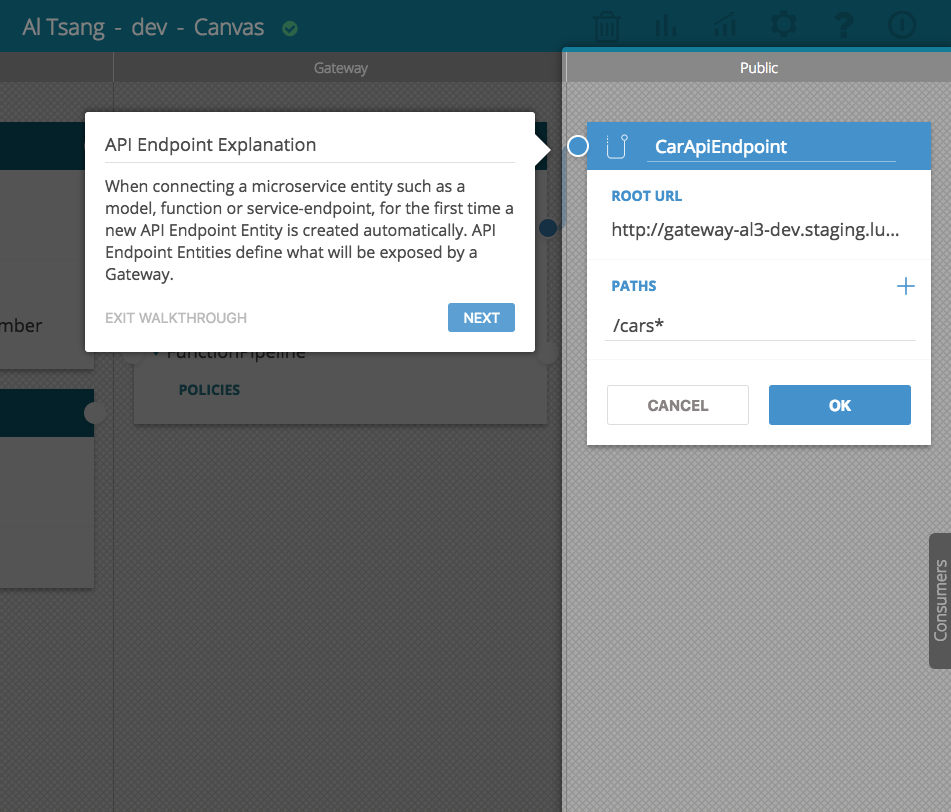 Al Tsang - dev - Canvas
Gateway
Public
API Endpoint Explanation
When connecting a microservice entity such as a
model, function or service-endpoint, for the first time a
new API Endpoint Entity is created automatically. API
Endpoint Entities define what will be exposed by a
Gateway.
EXIT WALKTHROUGH
NEXT
mber
FunctionPipeline
POLICIES
CarApiEndpoint
ROOT URL
http://gateway-al3-dev.staging.lu...
PATHS
/cars*
CANCEL
OK
Consumers